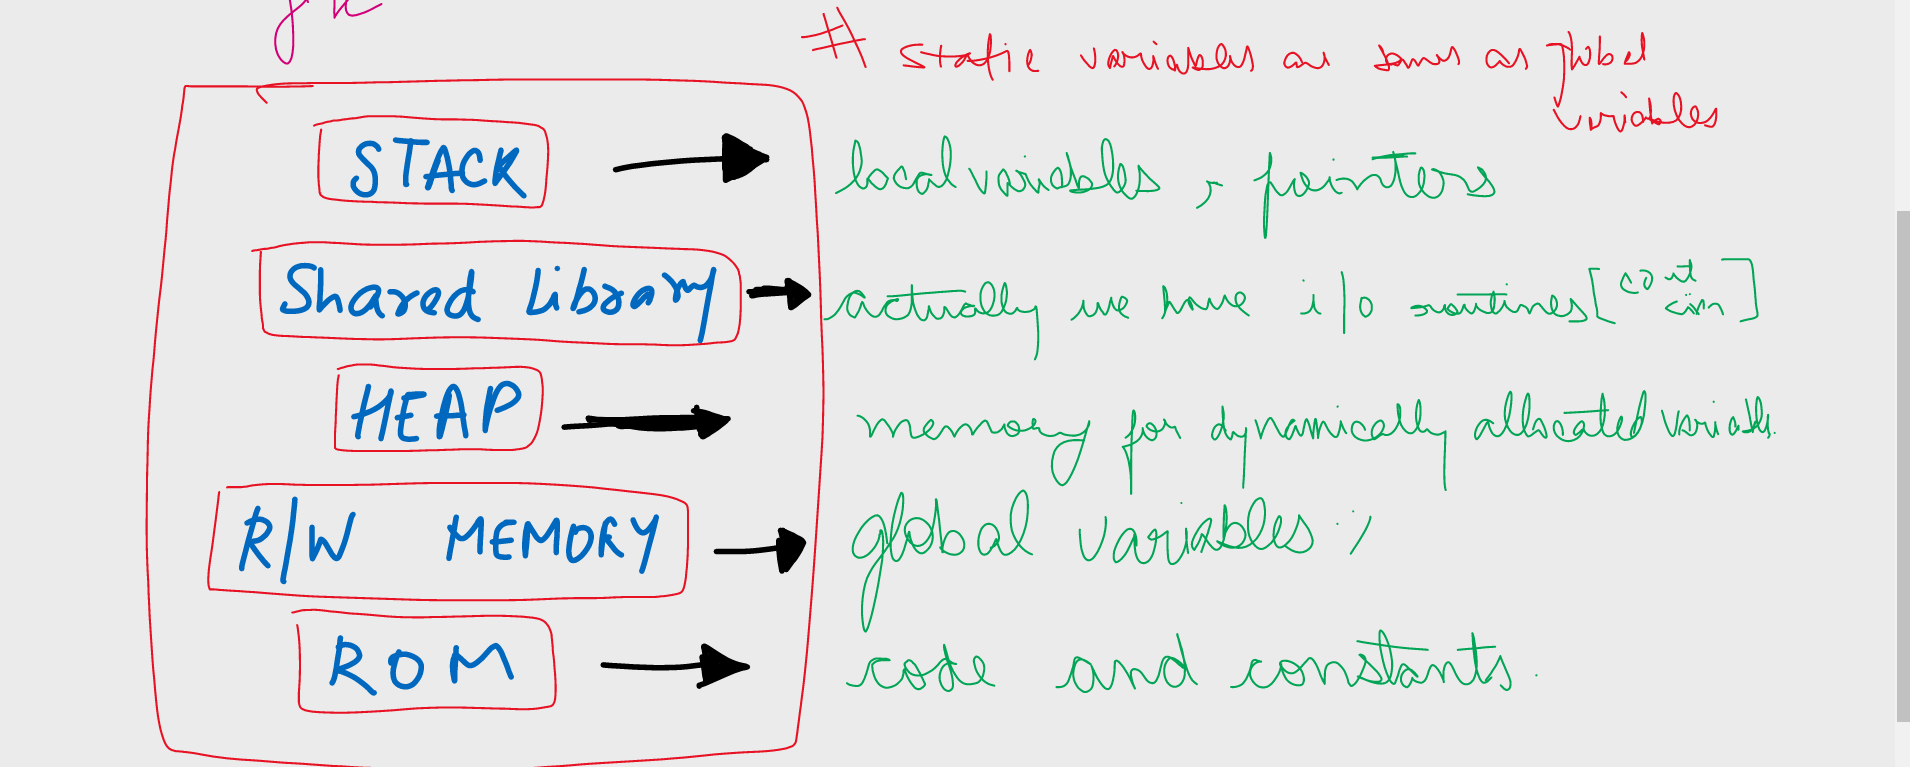 # static variables are same as global
variables
STACK → local variables, pointers
Shared Library → actually we have i/o routines [cout
cin]
HEAP → memory for dynamically allocated variables.
R/W MEMORY → global variables;
ROM → code and constants.